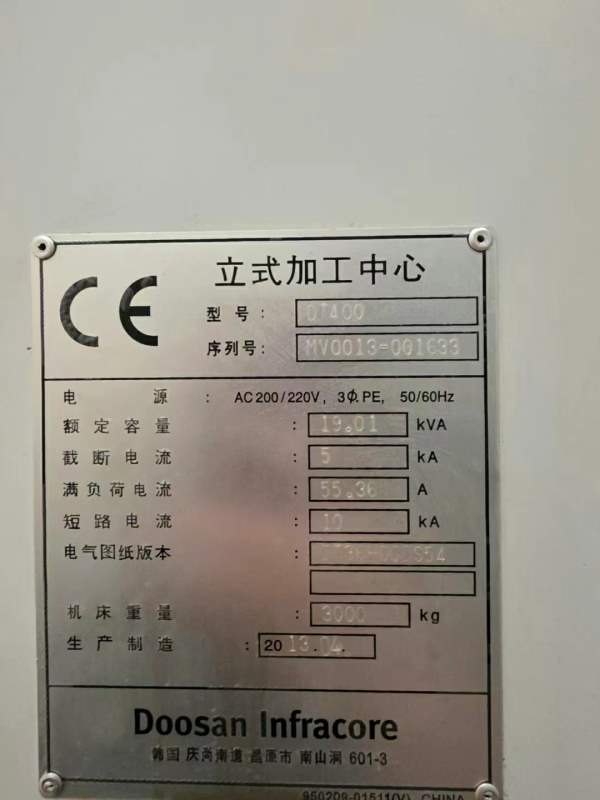 CE
立式加工中心
型号：DT400
序列号：MV0013-001633
电源：AC 200/220V, 3Φ.PE, 50/60Hz
额定容量：19.01 kVA
截断电流：5 kA
满负荷电流：55.36 A
短路电流：10 kA
电气图纸版本：
机床重量：3000 kg
生产制造：2013.04.
Doosan Infracore
韩国 庆尚南道 昌原市 南山洞 601-3
950209-01511(V) CHINA